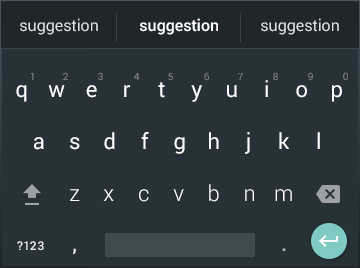 suggestion suggestion suggestion
1 2 3 4 5 6 7 8 9 0
q w e r t y u i o p
a s d f g h j k l
z x c v b n m
?123 , .